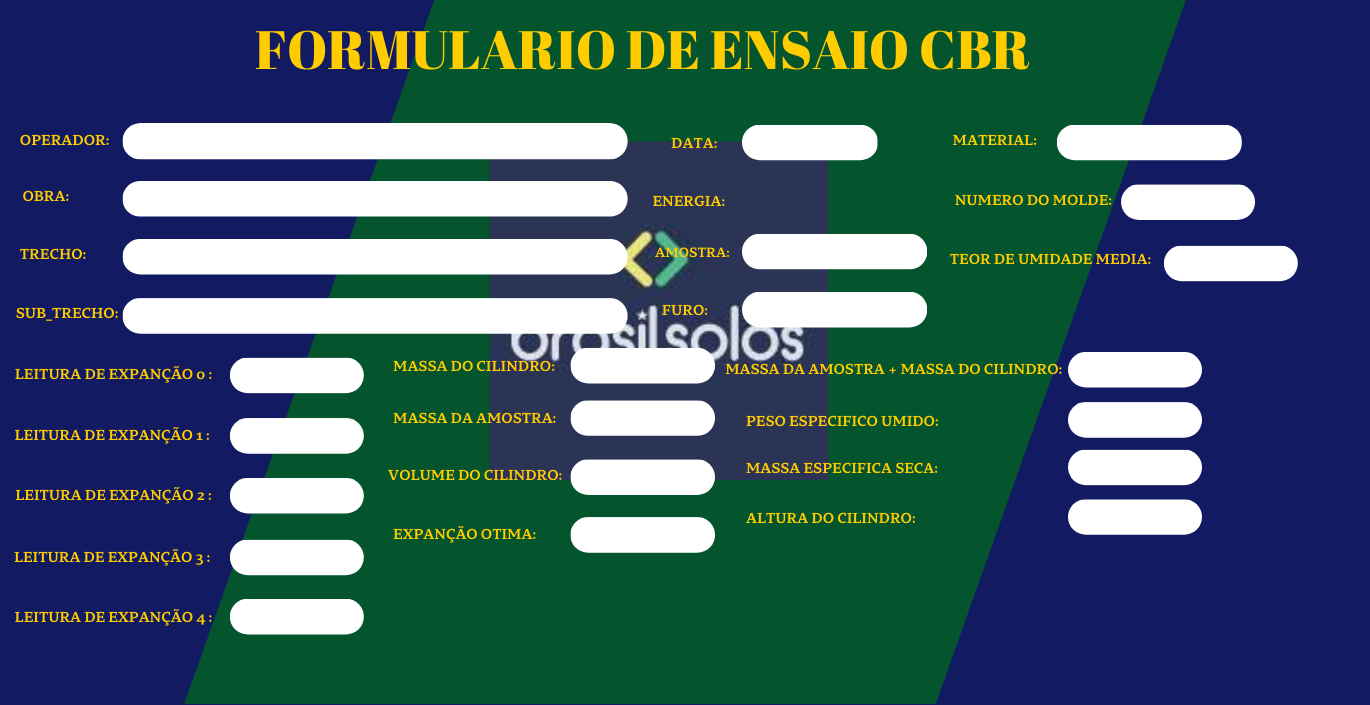 FORMULARIO DE ENSAIO CBR
OPERADOR:
DATA:
MATERIAL:
OBRA:
ENERGIA:
NUMERO DO MOLDE:
TRECHO:
AMOSTRA:
TEOR DE UMIDADE MEDIA:
SUB_TRECHO:
FURO:
brasilsolos
LEITURA DE EXPANÇÃO 0 :
MASSA DO CILINDRO:
MASSA DA AMOSTRA + MASSA DO CILINDRO:
LEITURA DE EXPANÇÃO 1 :
MASSA DA AMOSTRA:
PESO ESPECIFICO UMIDO:
LEITURA DE EXPANÇÃO 2 :
VOLUME DO CILINDRO:
MASSA ESPECIFICA SECA:
LEITURA DE EXPANÇÃO 3 :
EXPANÇÃO OTIMA:
ALTURA DO CILINDRO:
LEITURA DE EXPANÇÃO 4 :